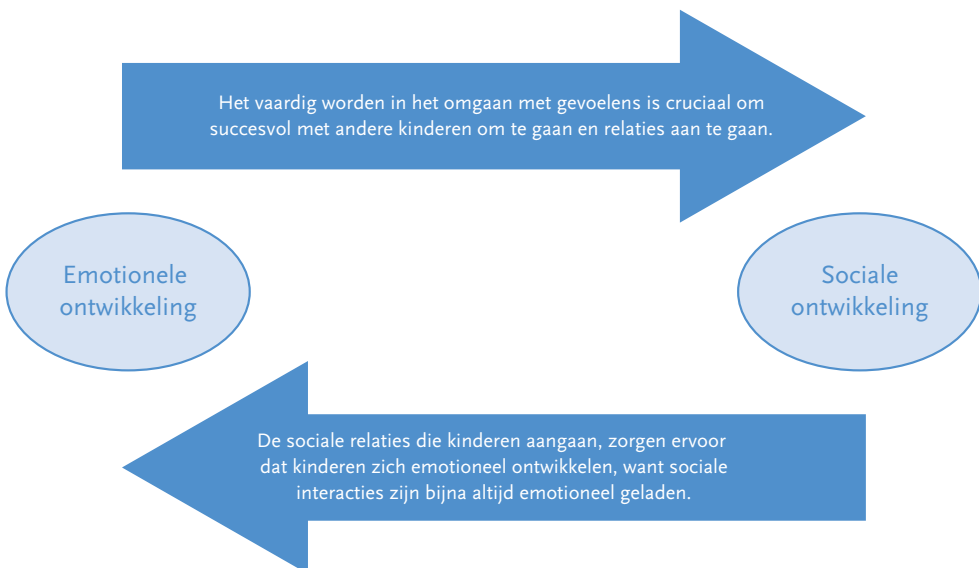 Het vaardig worden in het omgaan met gevoelens is cruciaal om
succesvol met andere kinderen om te gaan en relaties aan te gaan.
Emotionele
ontwikkeling
Sociale
ontwikkeling
De sociale relaties die kinderen aangaan, zorgen ervoor
dat kinderen zich emotioneel ontwikkelen, want sociale
interacties zijn bijna altijd emotioneel geladen.